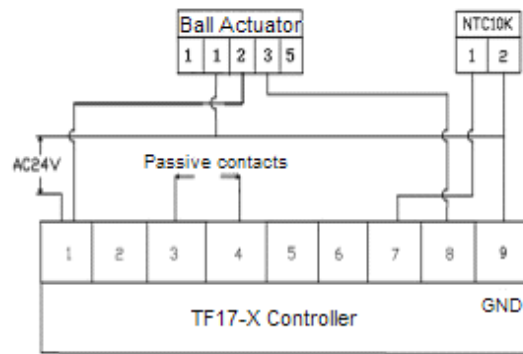 Ball Actuator
NTC10K
1 1 2 3 5
1 2
AC24V
Passive contacts
1 2 3 4 5 6 7 8 9
GND
TF17-X Controller